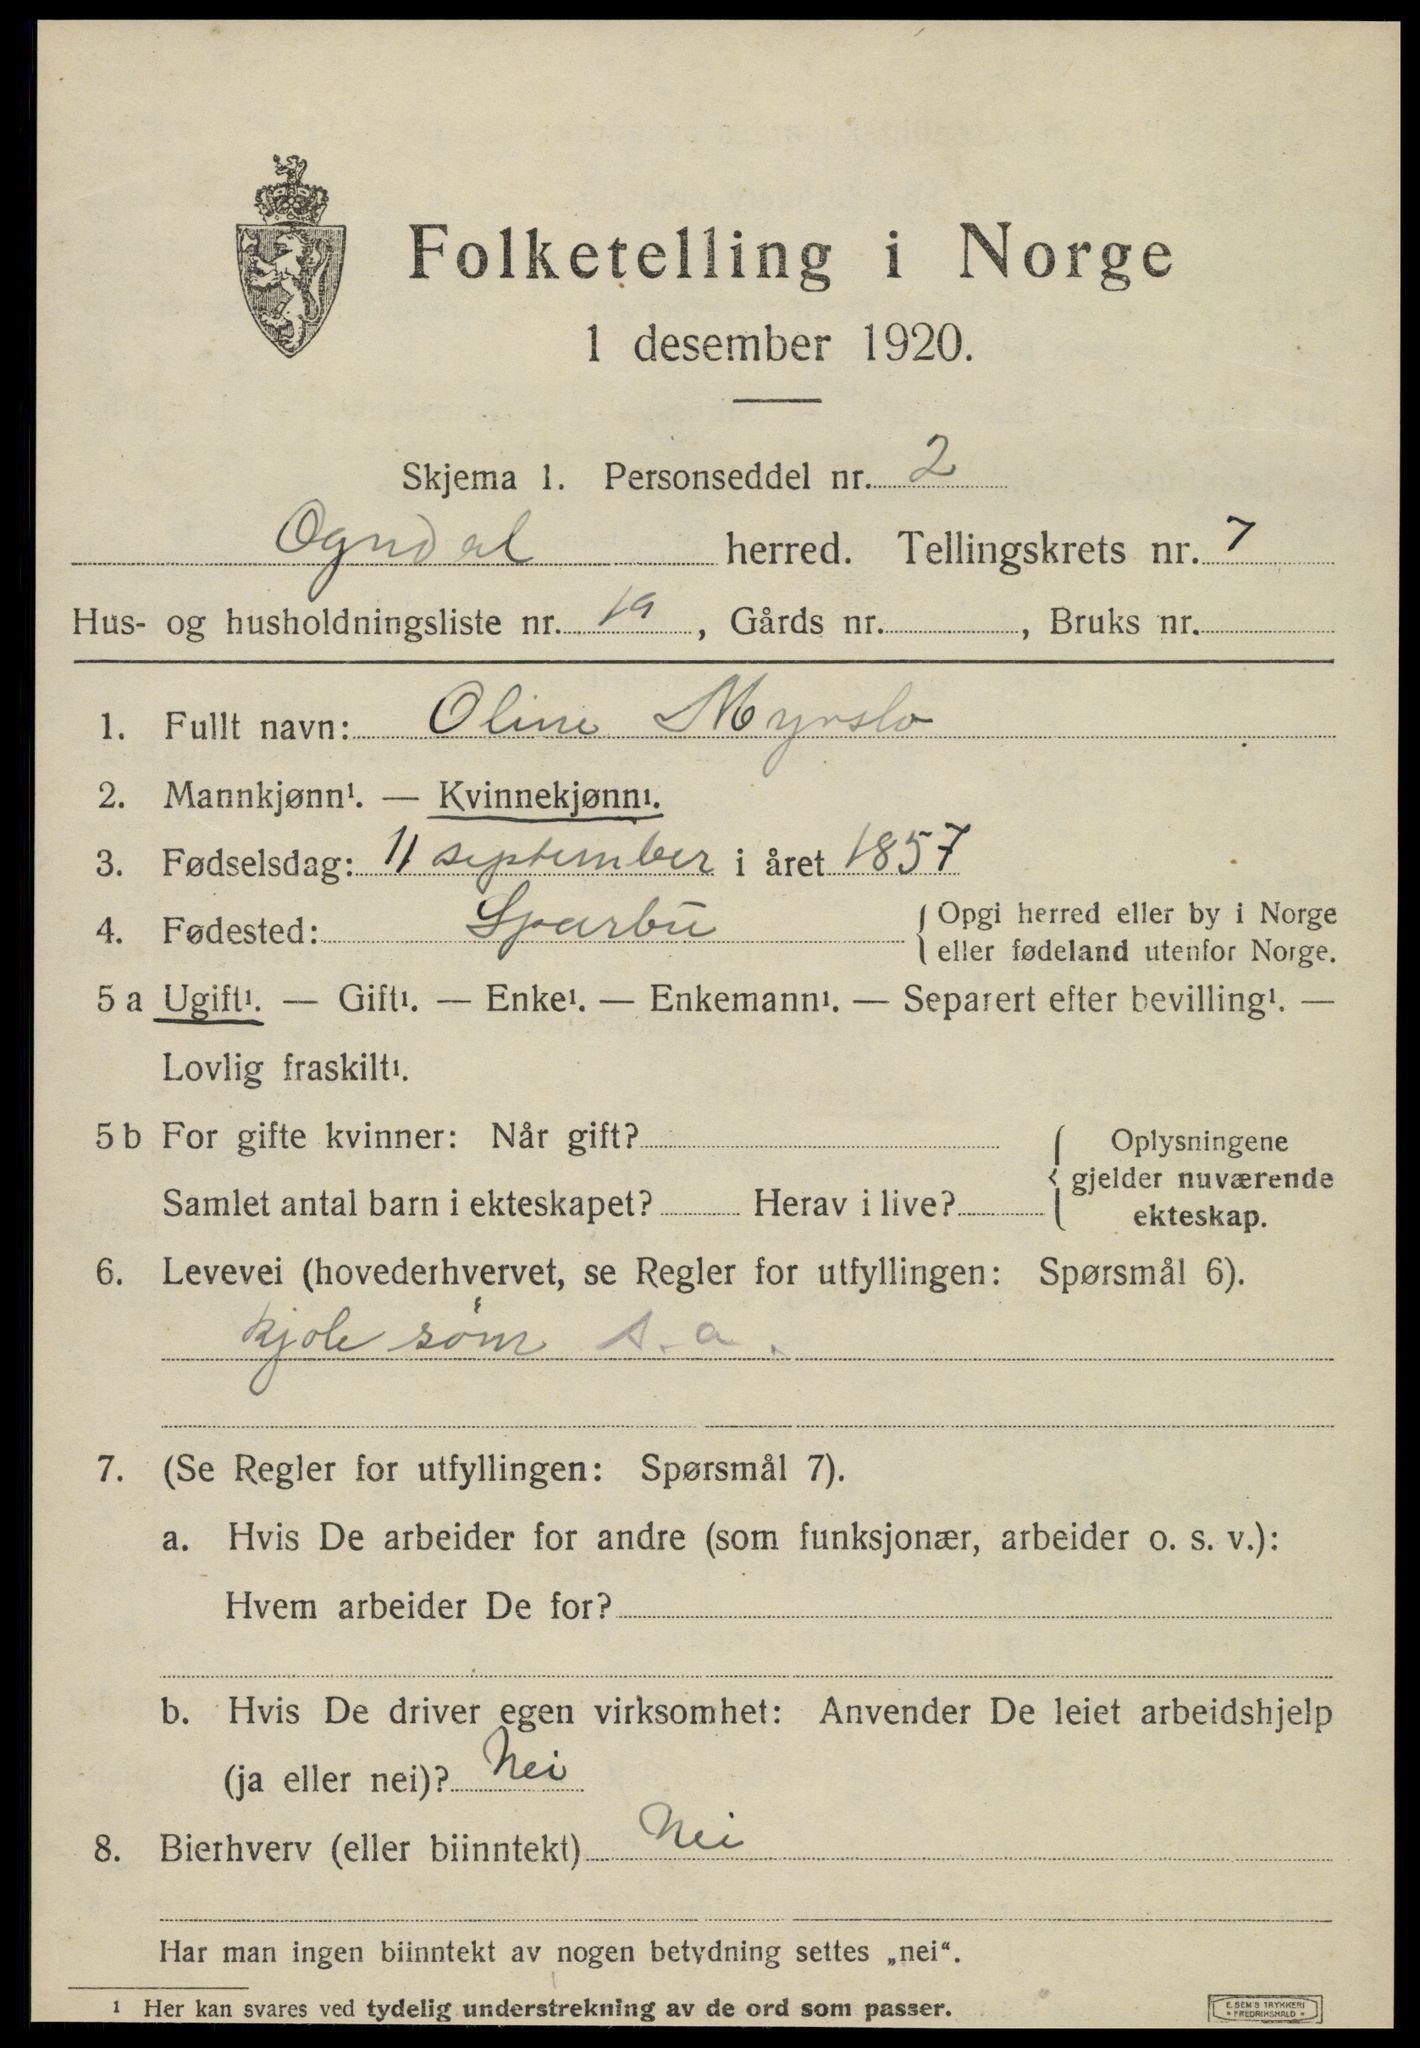 Folketelling i Norge
1 desember 1920.
Skjema 1. Personseddel nr. 2
Ogndal herred. Tellingskrets nr. 7
Hus- og husholdningsliste nr. 19, Gårds nr. , Bruks nr.
1. Fullt navn: Oline Myrslo
2. Mannkjønn¹. — Kvinnekjønn¹.
3. Fødselsdag: 11 september i året 1857
4. Fødested: Sparbu { Opgi herred eller by i Norge
eller fødeland utenfor Norge.
5 a Ugift¹. — Gift¹. — Enke¹. — Enkemann¹. — Separert efter bevilling¹. —
Lovlig fraskilt¹.
5 b For gifte kvinner: Når gift? { Oplysningene
gjelder nuværende
Samlet antal barn i ekteskapet? Herav i live? ekteskap.
6. Levevei (hovederhvervet, se Regler for utfyllingen: Spørsmål 6).
kjole søm s. a.
7. (Se Regler for utfyllingen: Spørsmål 7).
a. Hvis De arbeider for andre (som funksjonær, arbeider o. s. v.):
Hvem arbeider De for?
b. Hvis De driver egen virksomhet: Anvender De leiet arbeidshjelp
(ja eller nei)? Nei
8. Bierhverv (eller biinntekt) Nei
Har man ingen biinntekt av nogen betydning settes „nei“.
¹ Her kan svares ved tydelig understrekning av de ord som passer.
E. SEM'S TRYKKERI
* FREDRIKSHALD *